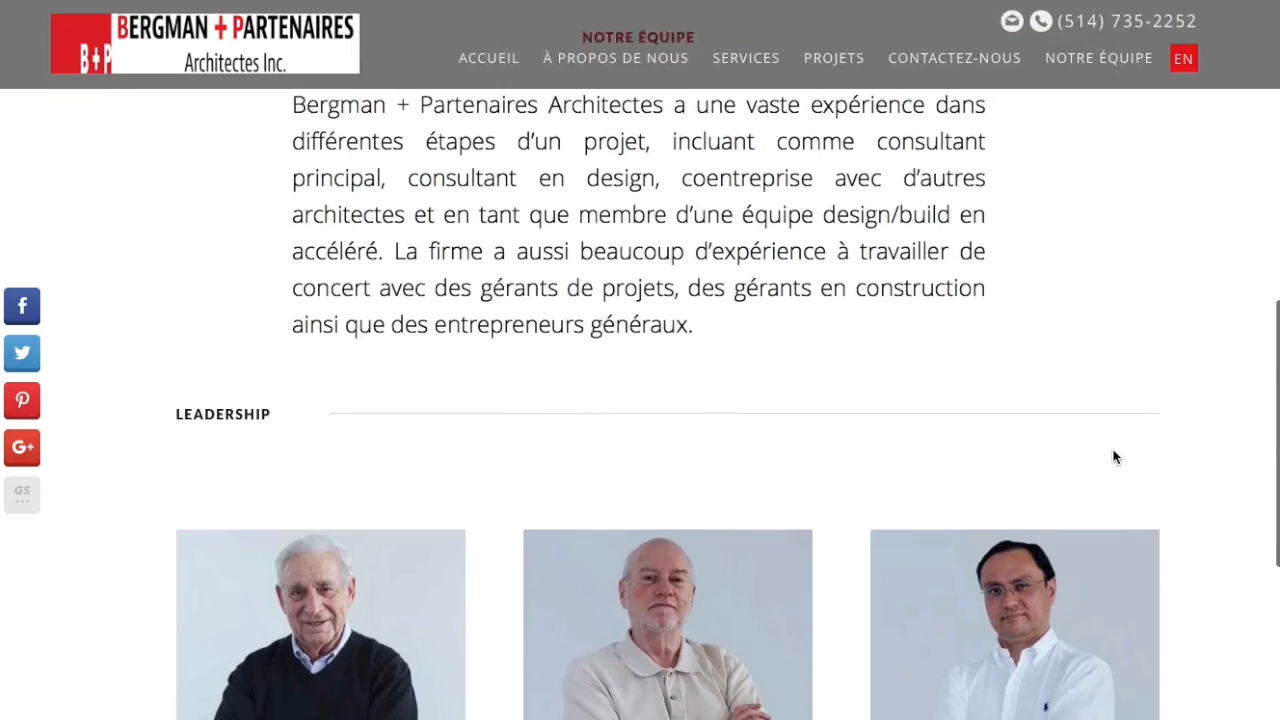 BERGMAN + PARTENAIRES
B+P
Architectes Inc.
(514) 735-2252
NOTRE ÉQUIPE
ACCUEIL À PROPOS DE NOUS SERVICES PROJETS CONTACTEZ-NOUS NOTRE ÉQUIPE EN
Bergman + Partenaires Architectes a une vaste expérience dans
différentes étapes d’un projet, incluant comme consultant
principal, consultant en design, coentreprise avec d’autres
architectes et en tant que membre d’une équipe design/build en
accéléré. La firme a aussi beaucoup d’expérience à travailler de
concert avec des gérants de projets, des gérants en construction
ainsi que des entrepreneurs généraux.
G+
GS
LEADERSHIP